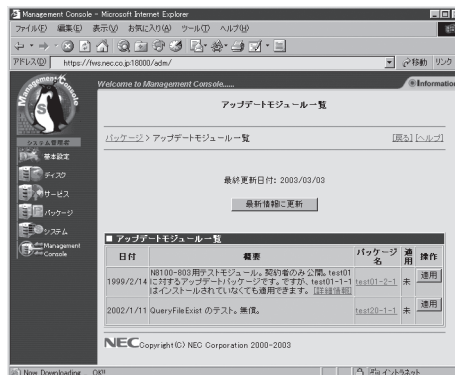 Management Console - Microsoft Internet Explorer
ファイル(F) 編集(E) 表示(V) お気に入り(A) ツール(T) ヘルプ(H)
アドレス(D) https://fws.nec.co.jp:18000/adm/ 移動 リンク
Management Console
Welcome to Management Console......
Information
アップデートモジュール一覧
システム管理者
基本設定
ディスク
サービス
パッケージ
システム
Management Console
パッケージ > アップデートモジュール一覧 [戻る] [ヘルプ]
最終更新日付: 2003/03/03
最新情報に更新
■ アップデートモジュール一覧
日付 概要 パッケージ名 適用 操作
1999/2/14 N8100-803用テストモジュール。契約者のみ公開。test01に対するアップデートパッケージです。ですが、test01-1-1はインストールされていなくても適用できます。 [詳細情報] test01-2-1 未 適用
2002/1/11 QueryFileExist のテスト。無償。 test20-1-1 未 適用
NEC Copyright(C) NEC Corporation 2000-2003
Now Downloading... OK!! イントラネット